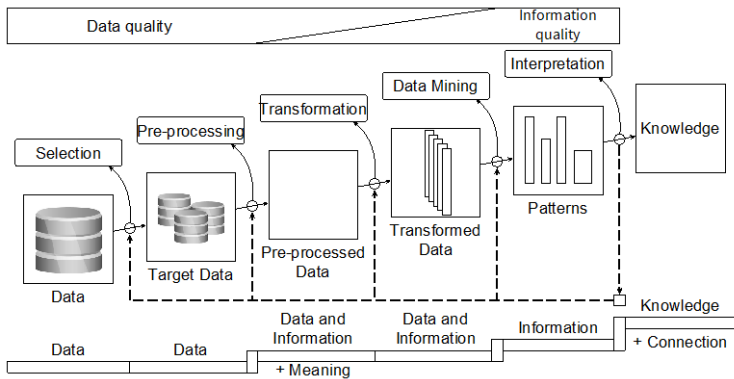 Data quality
Information
quality
Interpretation
Data Mining
Transformation
Pre-processing
Selection
Knowledge
Patterns
Transformed
Data
Pre-processed
Data
Target Data
Data
Knowledge
+ Connection
Information
Data and
Information
Data and
Information
+ Meaning
Data
Data